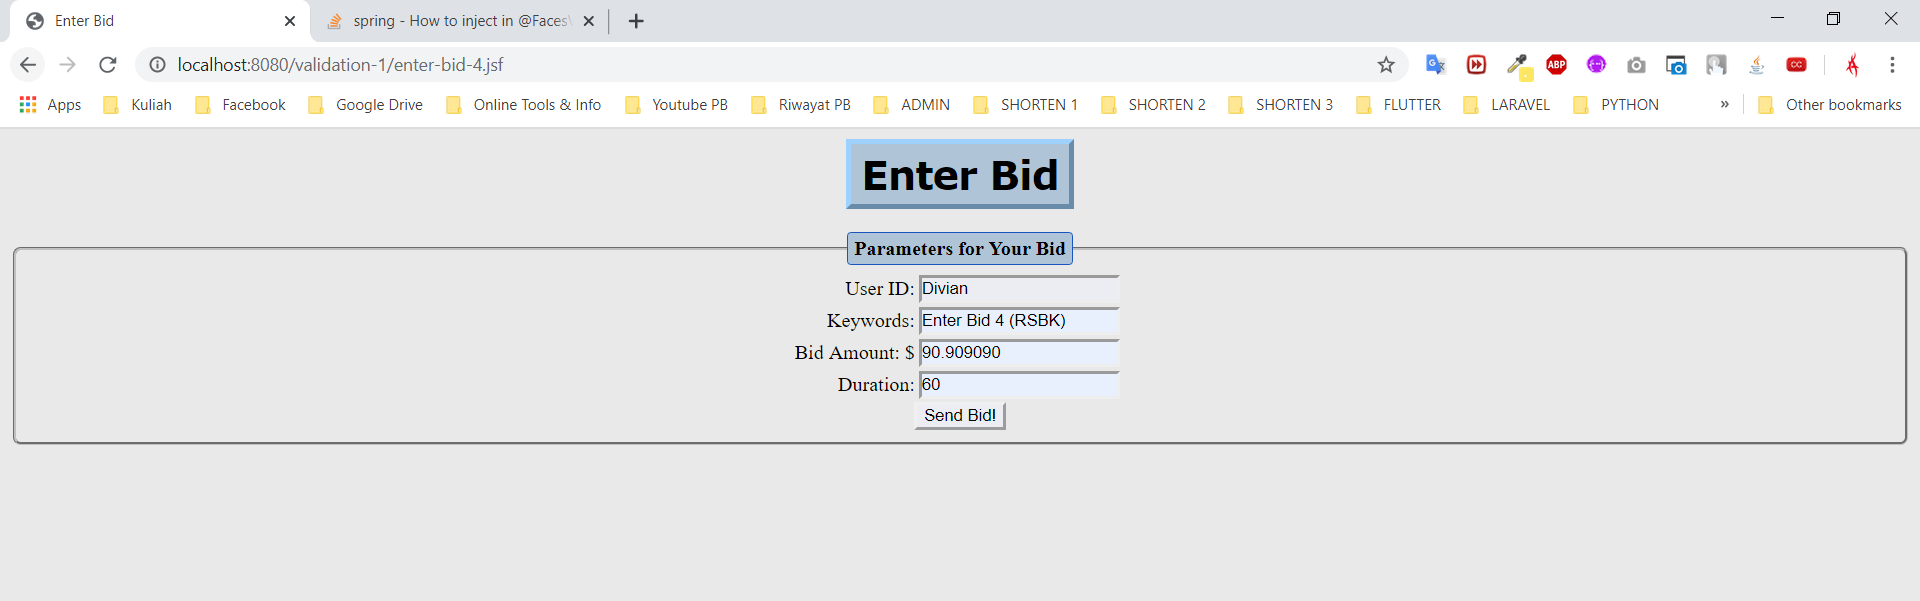 Enter Bid
spring - How to inject in @Faces
localhost:8080/validation-1/enter-bid-4.jsf
ABP
CC
Apps Kuliah Facebook Google Drive Online Tools & Info Youtube PB Riwayat PB ADMIN SHORTEN 1 SHORTEN 2 SHORTEN 3 FLUTTER LARAVEL PYTHON » Other bookmarks
Enter Bid
Parameters for Your Bid
User ID: Divian
Keywords: Enter Bid 4 (RSBK)
Bid Amount: $ 90.909090
Duration: 60
Send Bid!